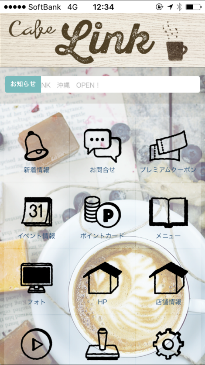 SoftBank 4G 12:34
Cafe Link
お知らせ NK 沖縄 OPEN!
新着情報 お問合せ プレミアムクーポン
31 P
イベント情報 ポイントカード メニュー
フォト HP 店舗情報